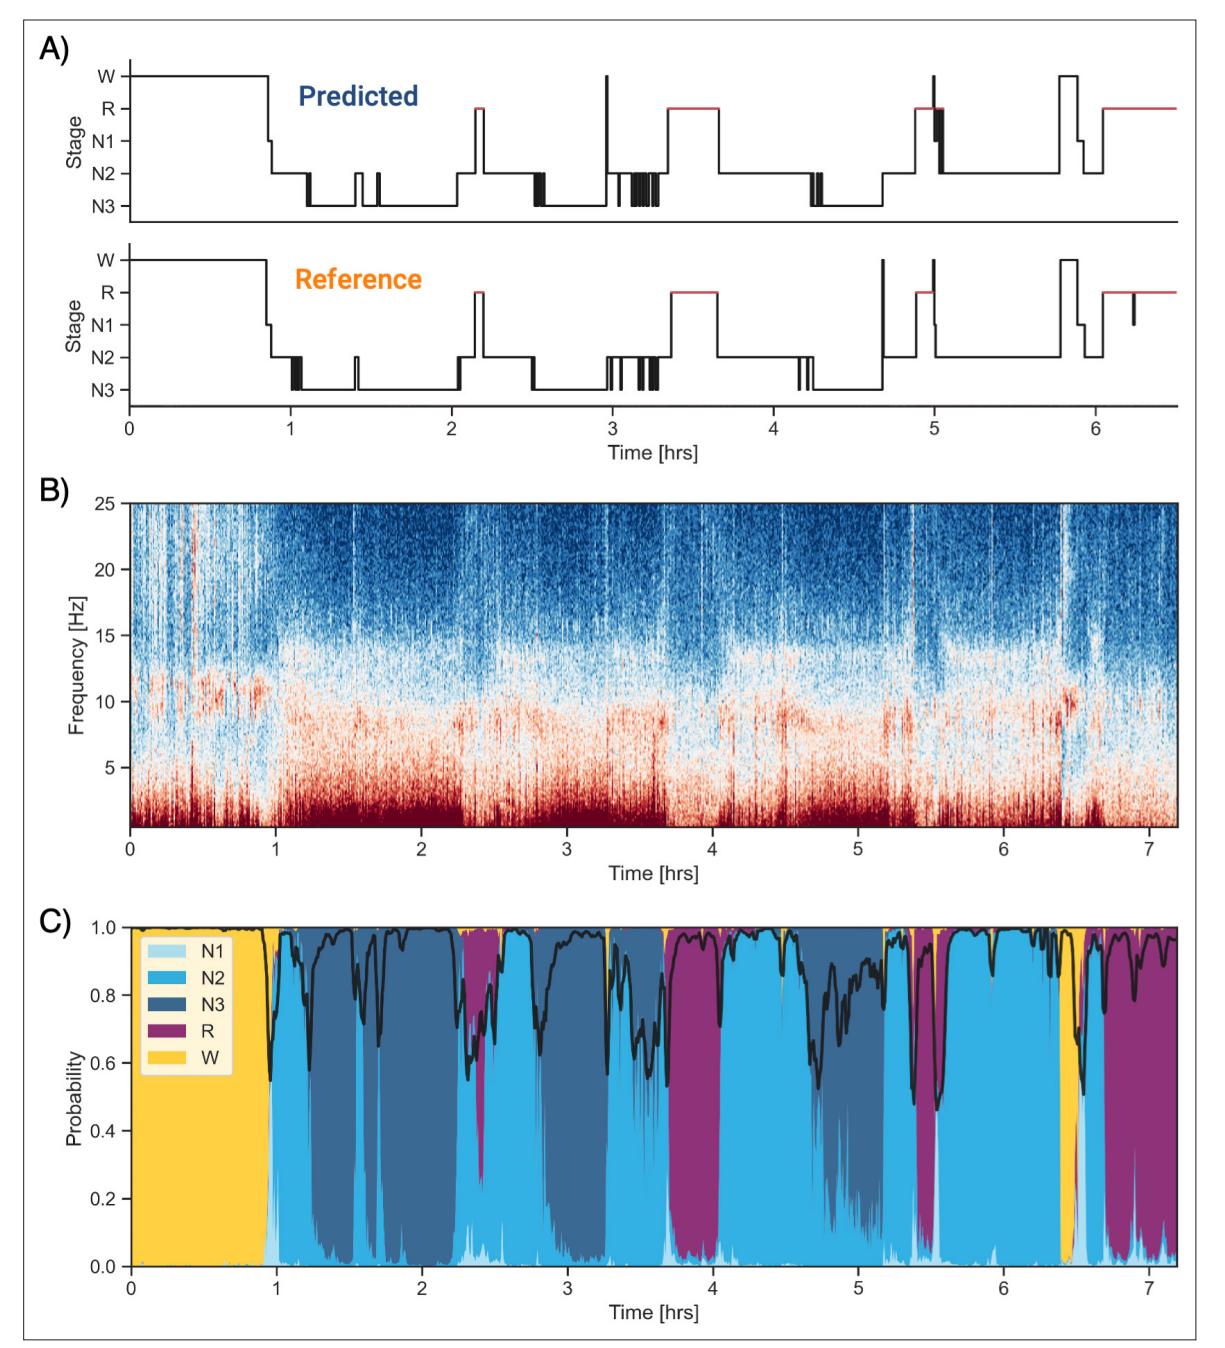 A)
W
R
N1
N2
N3
Stage
Predicted
W
R
N1
N2
N3
Stage
Reference
0 1 2 3 4 5 6
Time [hrs]
B)
25
20
15
10
5
Frequency [Hz]
0 1 2 3 4 5 6 7
Time [hrs]
C)
1.0
0.8
0.6
0.4
0.2
0.0
Probability
N1
N2
N3
R
W
0 1 2 3 4 5 6 7
Time [hrs]